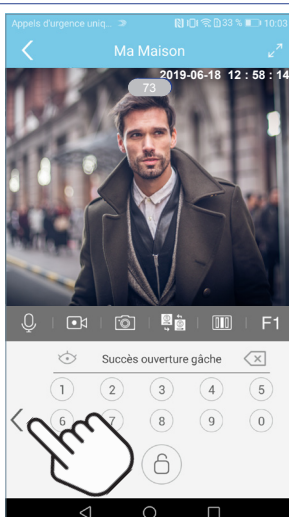 Appels d'urgence uniq... 33 % 10:03
Ma Maison
2019-06-18 12 : 58 : 14
73
F1
Succès ouverture gâche
1 2 3 4 5
6 7 8 9 0